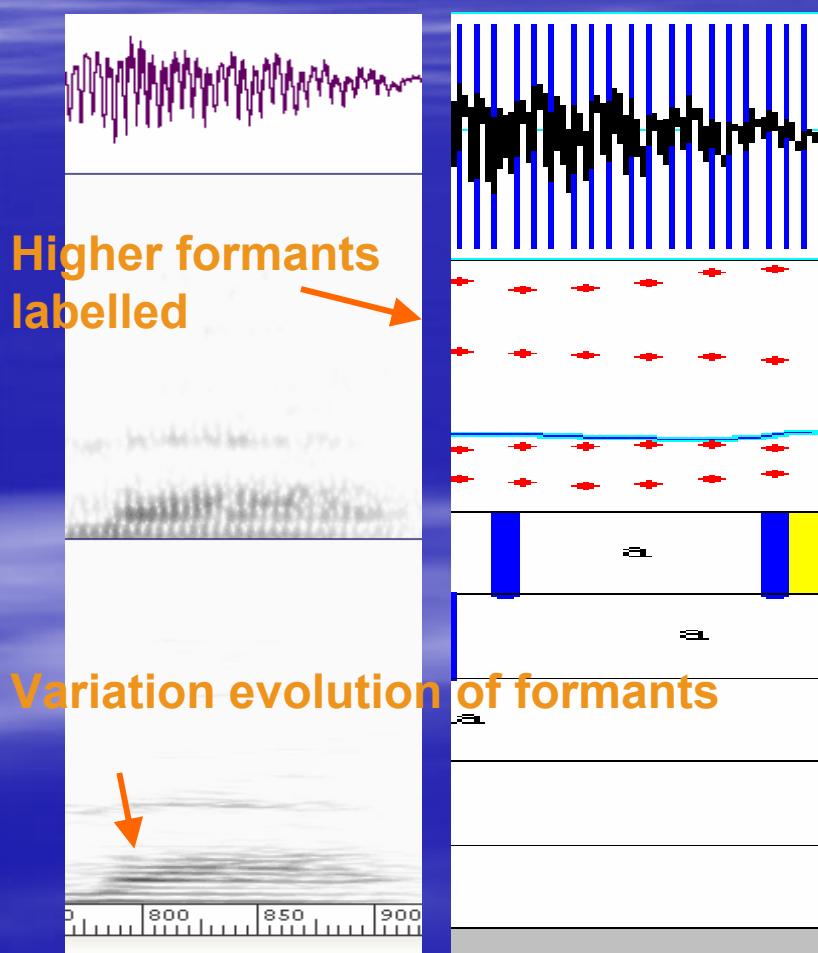 Higher formants
labelled
a
a
Variation evolution of formants
a
800 850 900